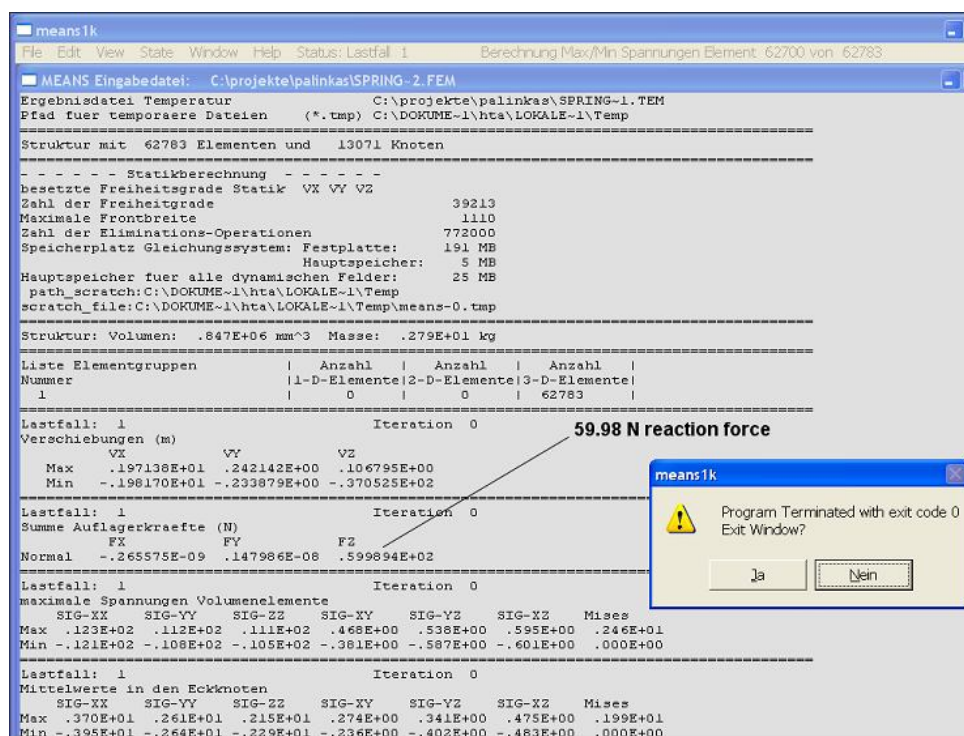 means1k
File Edit View State Window Help Status: Lastfall 1 Berechnung Max/Min Spannungen Element 62700 von 62783
MEANS Eingabedatei: C:\projekte\palinkas\SPRING~2.FEM
Ergebnisdatei Temperatur C:\projekte\palinkas\SPRING~1.TEM
Pfad fuer temporaere Dateien (*.tmp) C:\DOKUME~1\hta\LOKALE~1\Temp
Struktur mit 62783 Elementen und 13071 Knoten
- - - - - - Statikberechnung - - - - - -
besetzte Freiheitsgrade Statik VX VY VZ
Zahl der Freiheitgrade 39213
Maximale Frontbreite 1110
Zahl der Eliminations-Operationen 772000
Speicherplatz Gleichungssystem: Festplatte: 191 MB
Hauptspeicher: 5 MB
Hauptspeicher fuer alle dynamischen Felder: 25 MB
path_scratch:C:\DOKUME~1\hta\LOKALE~1\Temp
scratch_file:C:\DOKUME~1\hta\LOKALE~1\Temp\means-0.tmp
Struktur: Volumen: .847E+06 mm^3 Masse: .279E+01 kg
Liste Elementgruppen | Anzahl | Anzahl | Anzahl |
Nummer |1-D-Elemente|2-D-Elemente|3-D-Elemente|
1 | 0 | 0 | 62783 |
Lastfall: 1 Iteration 0
59.98 N reaction force
Verschiebungen (m)
VX VY VZ
Max .197138E+01 .242142E+00 .106795E+00
Min -.198170E+01 -.233879E+00 -.370525E+02
means1k
Program Terminated with exit code 0
Exit Window?
Ja Nein
Lastfall: 1 Iteration 0
Summe Auflagerkraefte (N)
FX FY FZ
Normal -.265575E-09 .147986E-08 .599894E+02
Lastfall: 1 Iteration 0
maximale Spannungen Volumenelemente
SIG-XX SIG-YY SIG-ZZ SIG-XY SIG-YZ SIG-XZ Mises
Max .123E+02 .112E+02 .111E+02 .468E+00 .538E+00 .595E+00 .246E+01
Min -.121E+02 -.108E+02 -.105E+02 -.381E+00 -.587E+00 -.601E+00 .000E+00
Lastfall: 1 Iteration 0
Mittelwerte in den Eckknoten
SIG-XX SIG-YY SIG-ZZ SIG-XY SIG-YZ SIG-XZ Mises
Max .370E+01 .261E+01 .215E+01 .274E+00 .341E+00 .475E+00 .199E+01
Min -.395E+01 -.264E+01 -.229E+01 -.236E+00 -.402E+00 -.483E+00 .000E+00